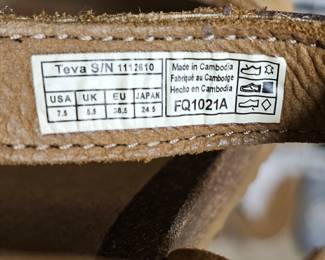 Teva S/N 1112610
USA UK EU JAPAN
7.5 5.5 38.5 24.5
Made in Cambodia
Fabriqué au Cambodge
Hecho en Cambodia
FQ1021A